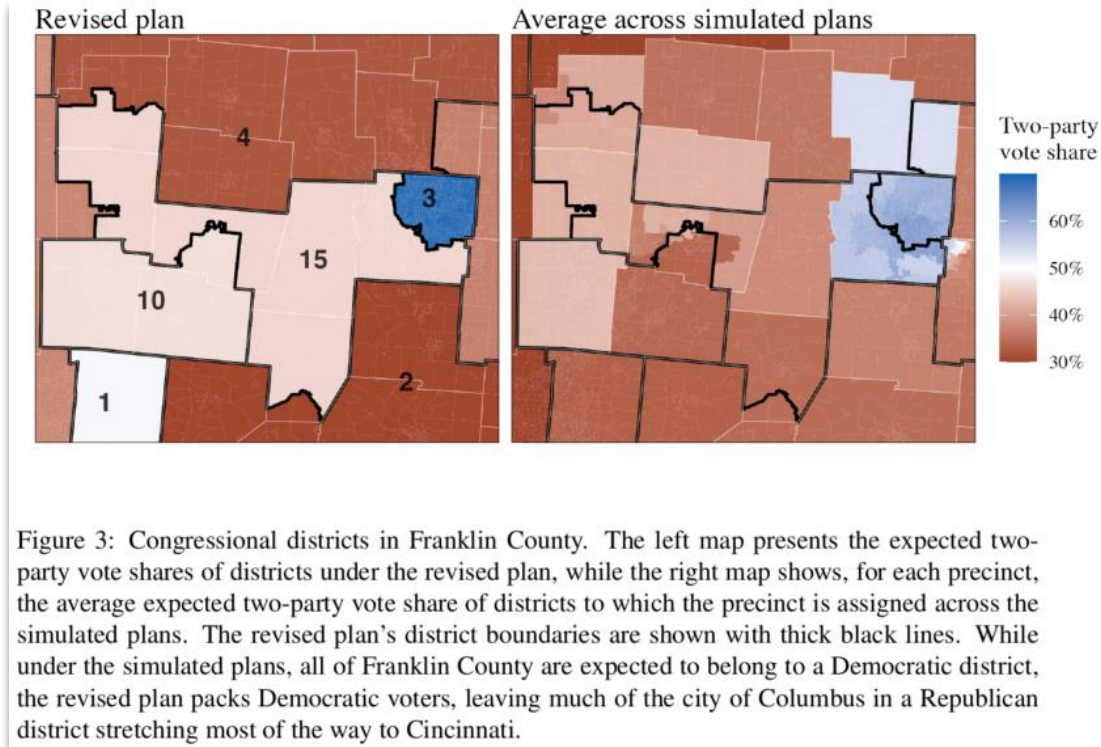 Revised plan
Average across simulated plans
4
3
15
10
1
2
Two-party
vote share
60%
50%
40%
30%
Figure 3: Congressional districts in Franklin County. The left map presents the expected two-
party vote shares of districts under the revised plan, while the right map shows, for each precinct,
the average expected two-party vote share of districts to which the precinct is assigned across the
simulated plans. The revised plan's district boundaries are shown with thick black lines. While
under the simulated plans, all of Franklin County are expected to belong to a Democratic district,
the revised plan packs Democratic voters, leaving much of the city of Columbus in a Republican
district stretching most of the way to Cincinnati.